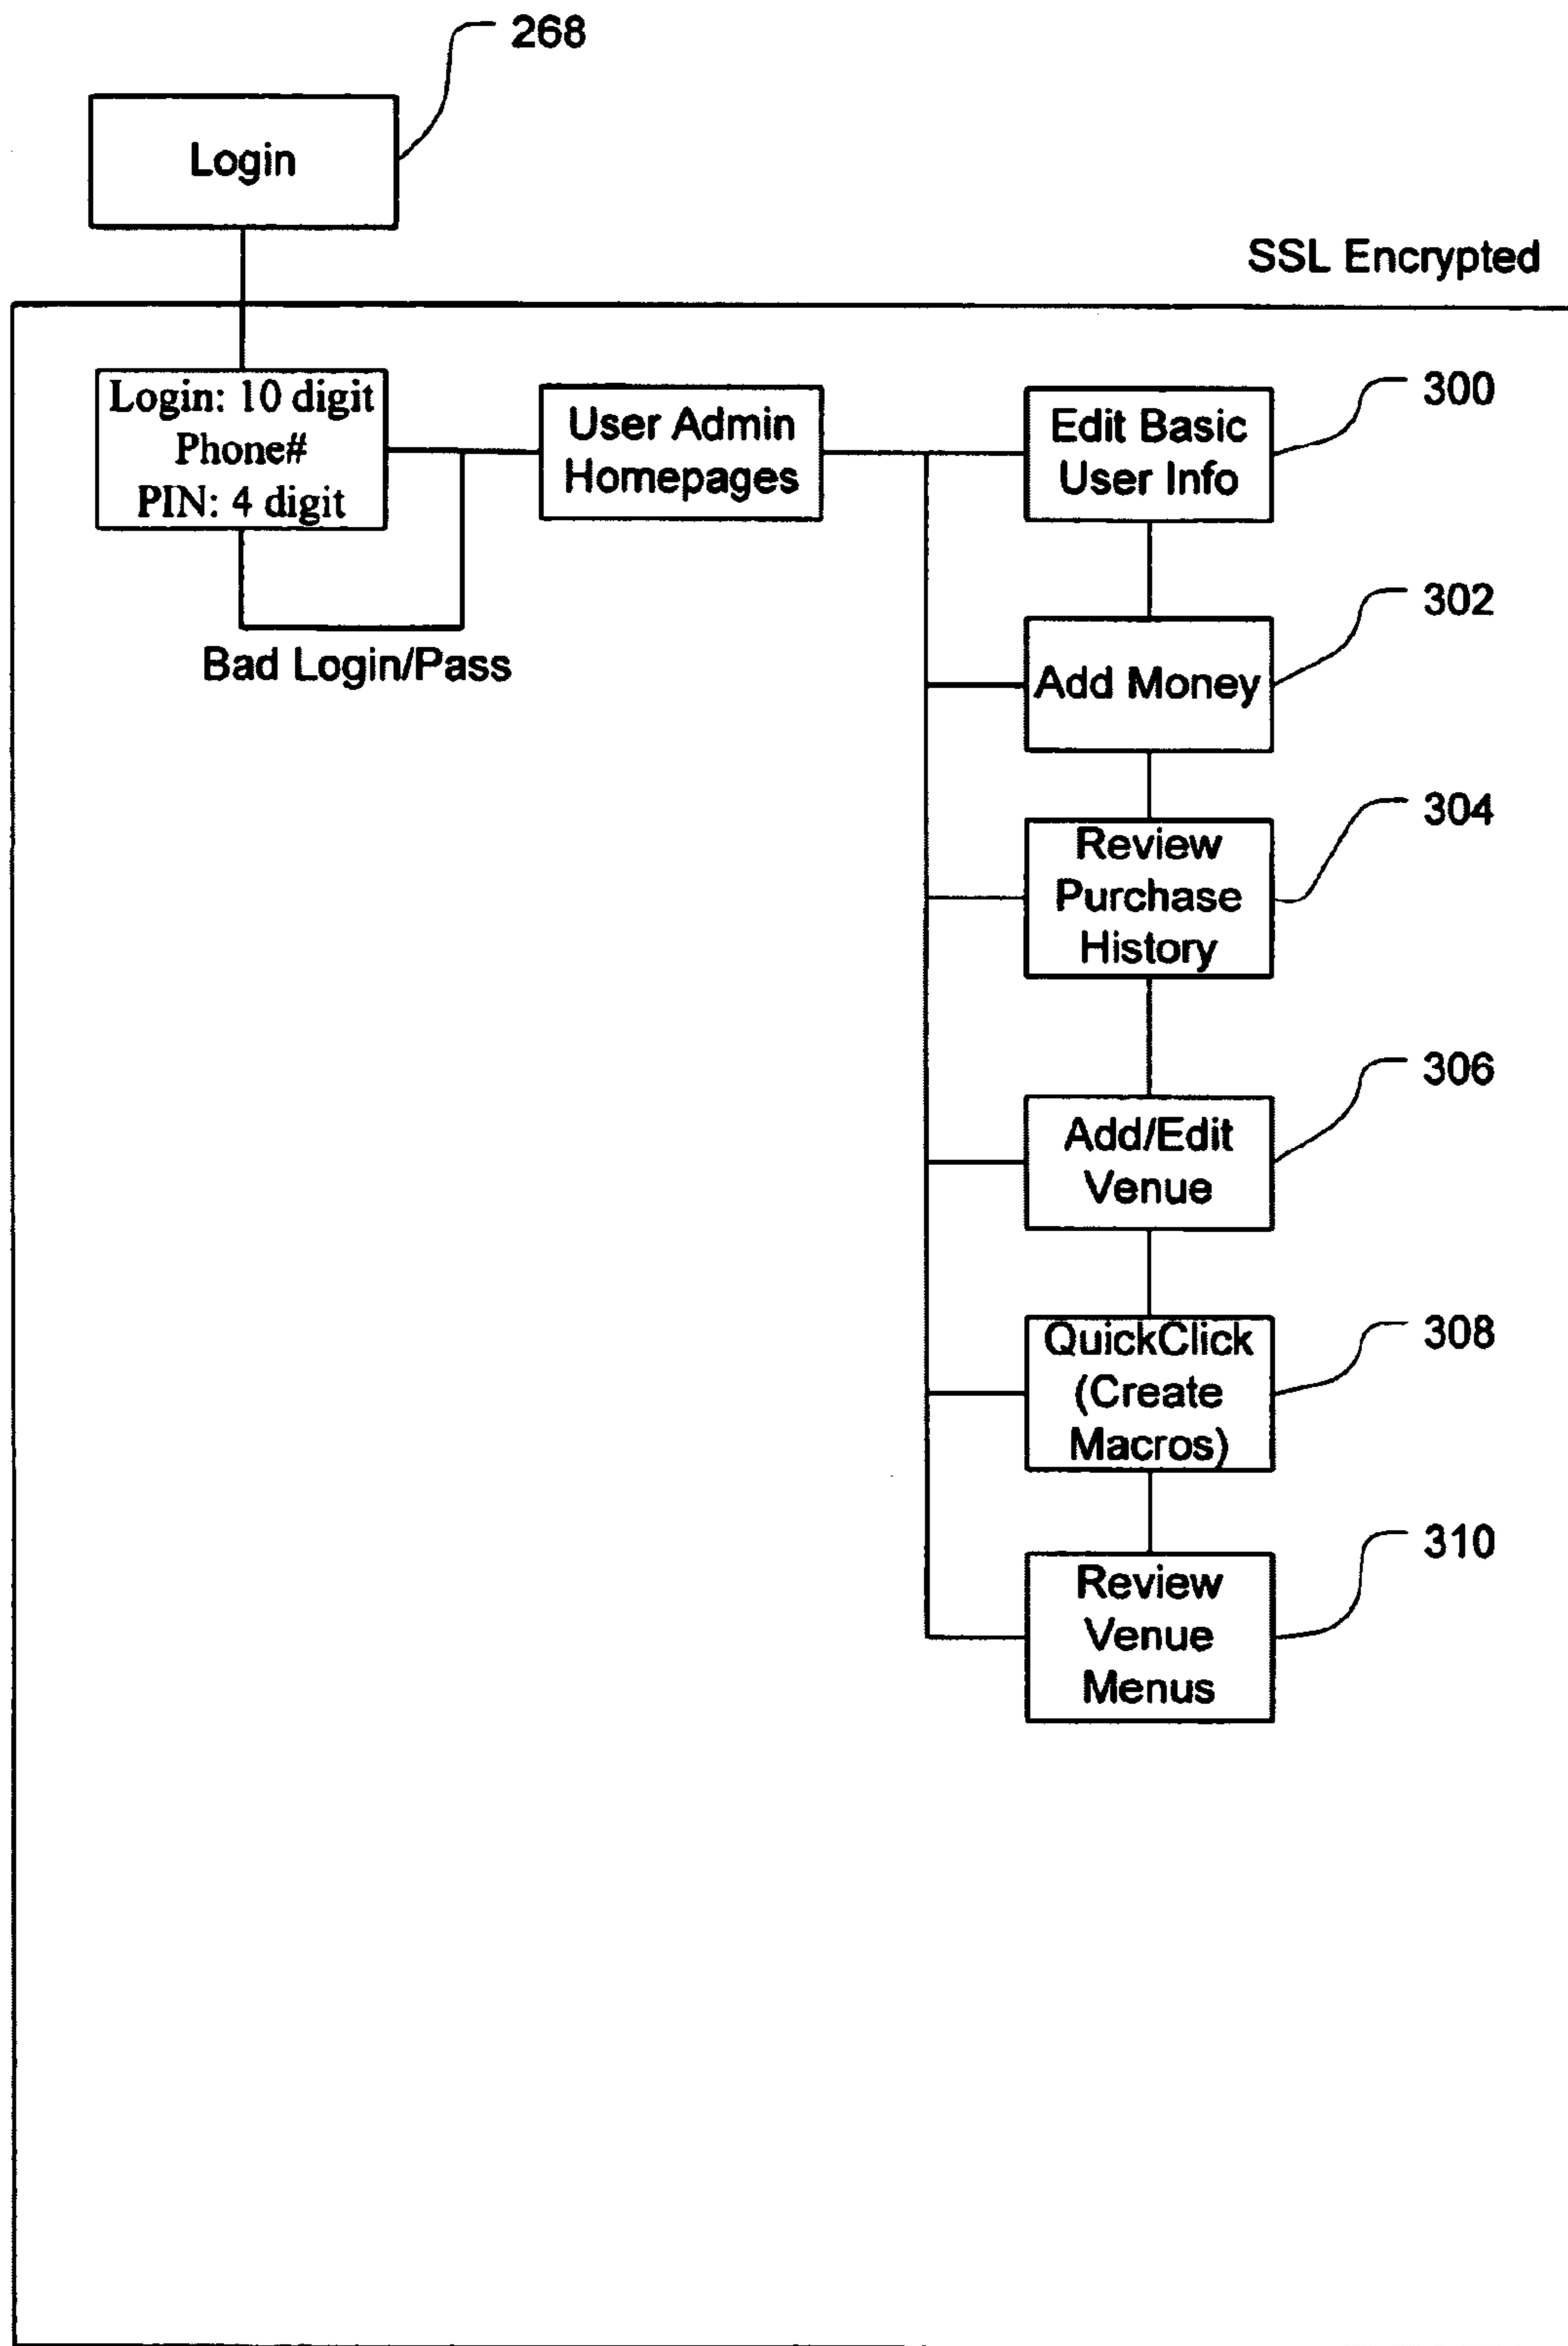 268
Login
SSL Encrypted
Login: 10 digit
Phone#
PIN: 4 digit
Bad Login/Pass
User Admin
Homepages
Edit Basic
User Info
300
Add Money
302
Review
Purchase
History
304
Add/Edit
Venue
306
QuickClick
(Create
Macros)
308
Review
Venue
Menus
310